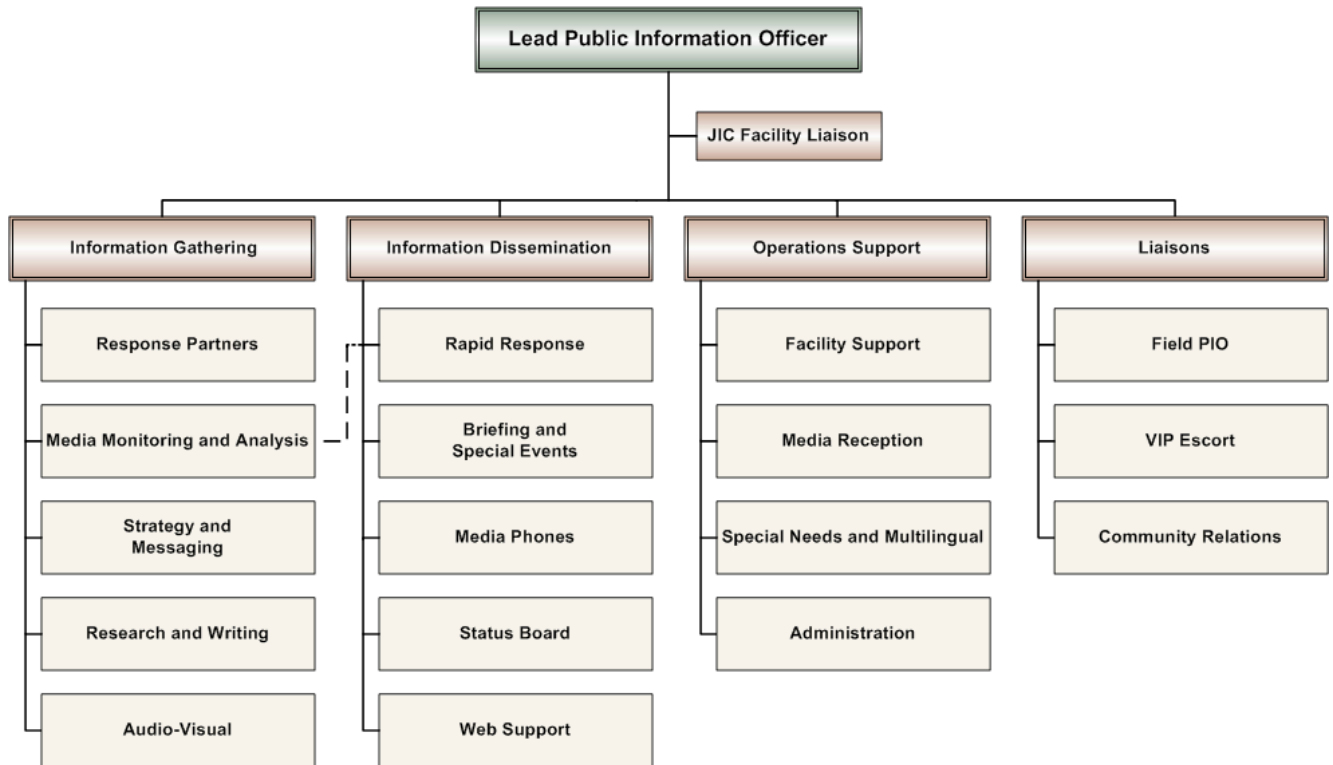 Lead Public Information Officer
JIC Facility Liaison
Information Gathering
Response Partners
Media Monitoring and Analysis
Strategy and
Messaging
Research and Writing
Audio-Visual
Information Dissemination
Rapid Response
Briefing and
Special Events
Media Phones
Status Board
Web Support
Operations Support
Facility Support
Media Reception
Special Needs and Multilingual
Administration
Liaisons
Field PIO
VIP Escort
Community Relations